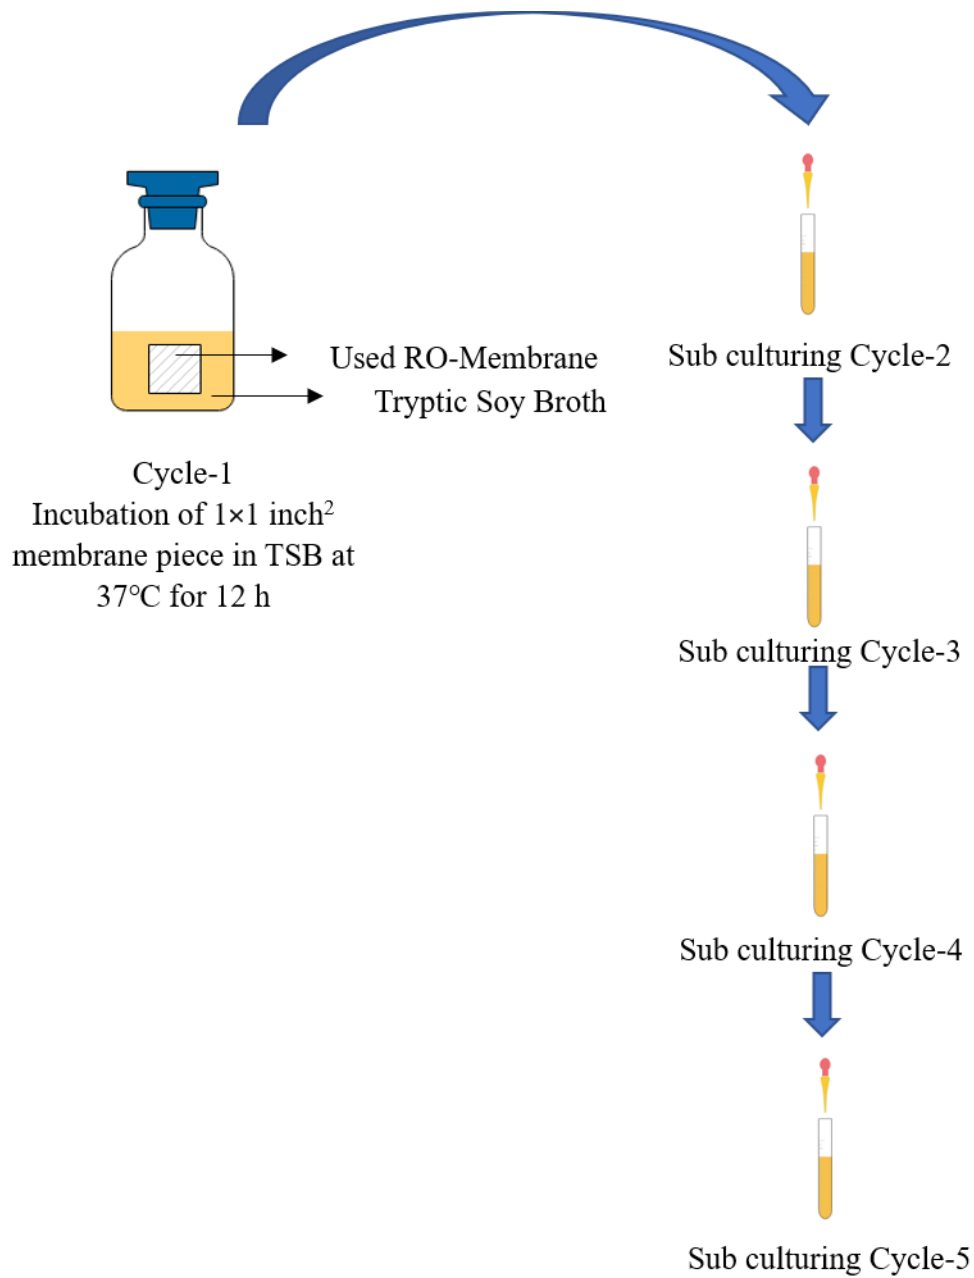 Used RO-Membrane
Tryptic Soy Broth
Cycle-1
Incubation of 1×1 inch²
membrane piece in TSB at
37°C for 12 h
Sub culturing Cycle-2
Sub culturing Cycle-3
Sub culturing Cycle-4
Sub culturing Cycle-5